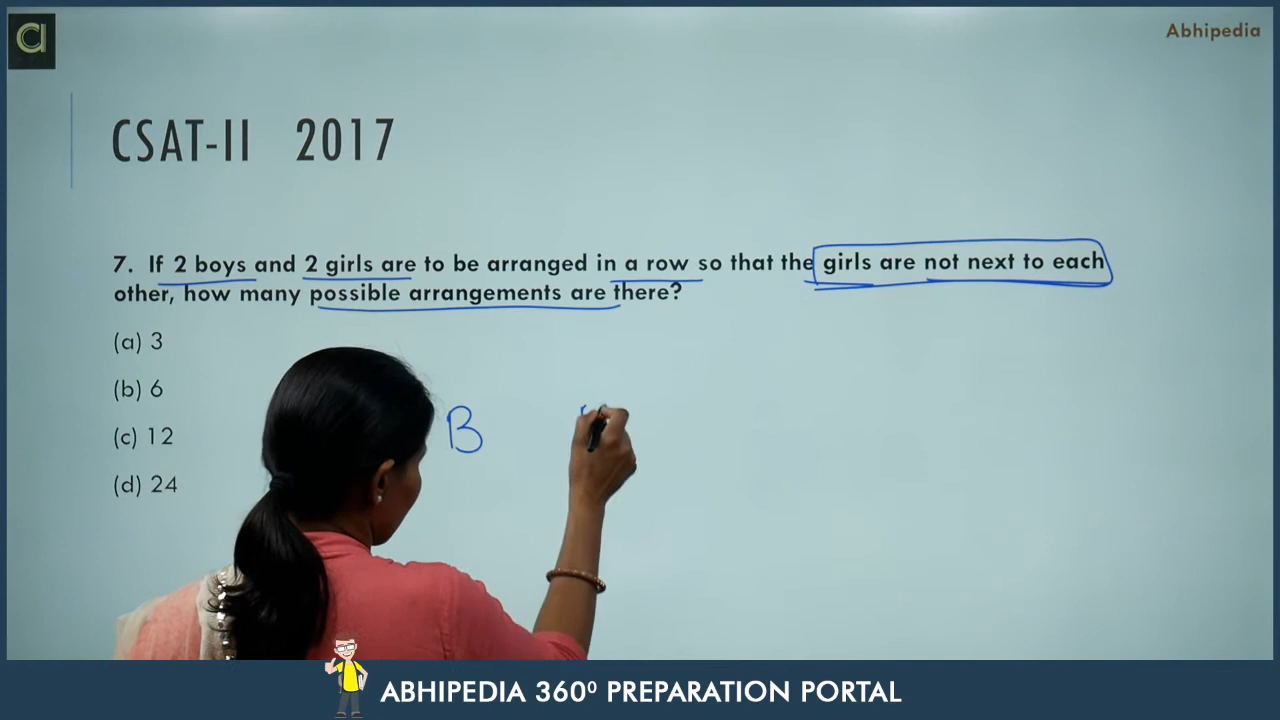 Abhipedia
CSAT-II 2017
7. If 2 boys and 2 girls are to be arranged in a row so that the girls are not next to each
other, how many possible arrangements are there?
(a) 3
(b) 6
(c) 12
(d) 24
B
ABHIPEDIA 360⁰ PREPARATION PORTAL